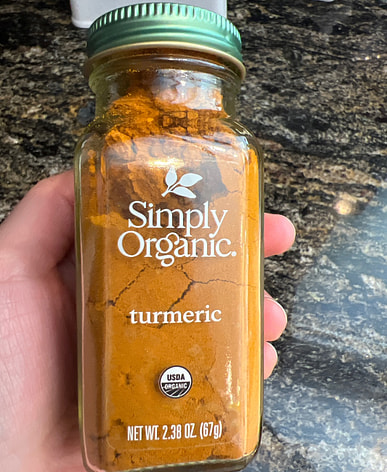 Simply
Organic.
turmeric
USDA
ORGANIC
NET WT. 2.38 OZ. (67g)